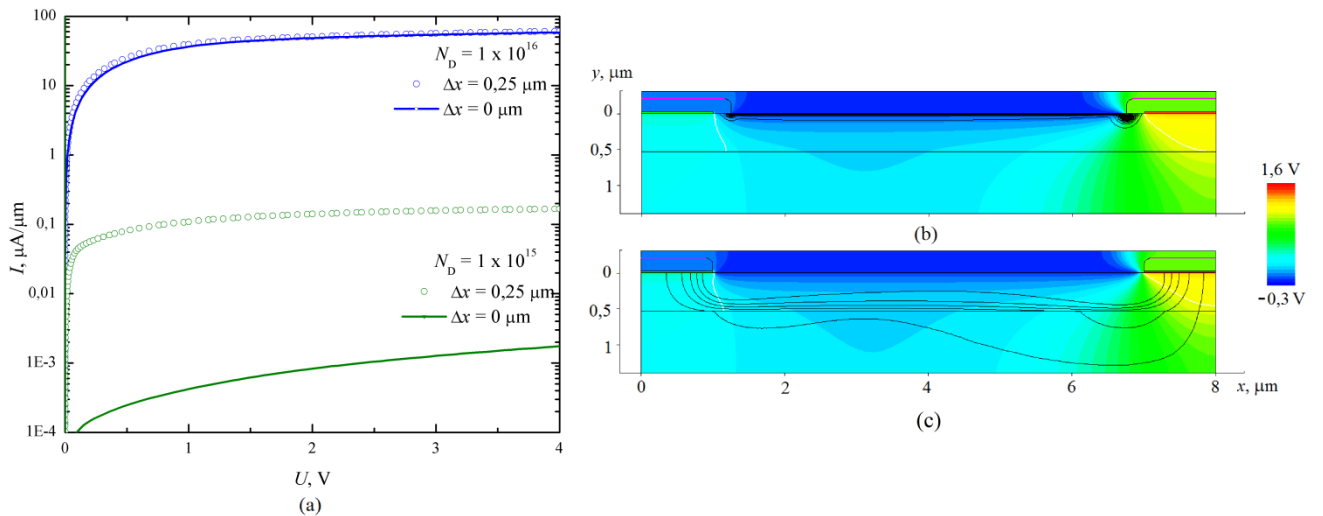 100
10
1
0,1
0,01
1E-3
1E-4
I, µA/µm
N_D = 1 x 10^16
Δx = 0,25 µm
Δx = 0 µm
N_D = 1 x 10^15
Δx = 0,25 µm
Δx = 0 µm
0 1 2 3 4
U, V
(a)
y, µm
0
0,5
1
(b)
1,6 V
-0,3 V
0
0,5
1
0 2 4 6 x, µm 8
(c)